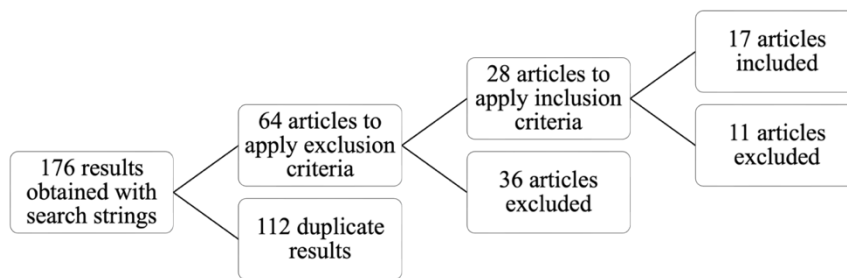 176 results
obtained with
search strings
64 articles to
apply exclusion
criteria
112 duplicate
results
28 articles to
apply inclusion
criteria
36 articles
excluded
17 articles
included
11 articles
excluded